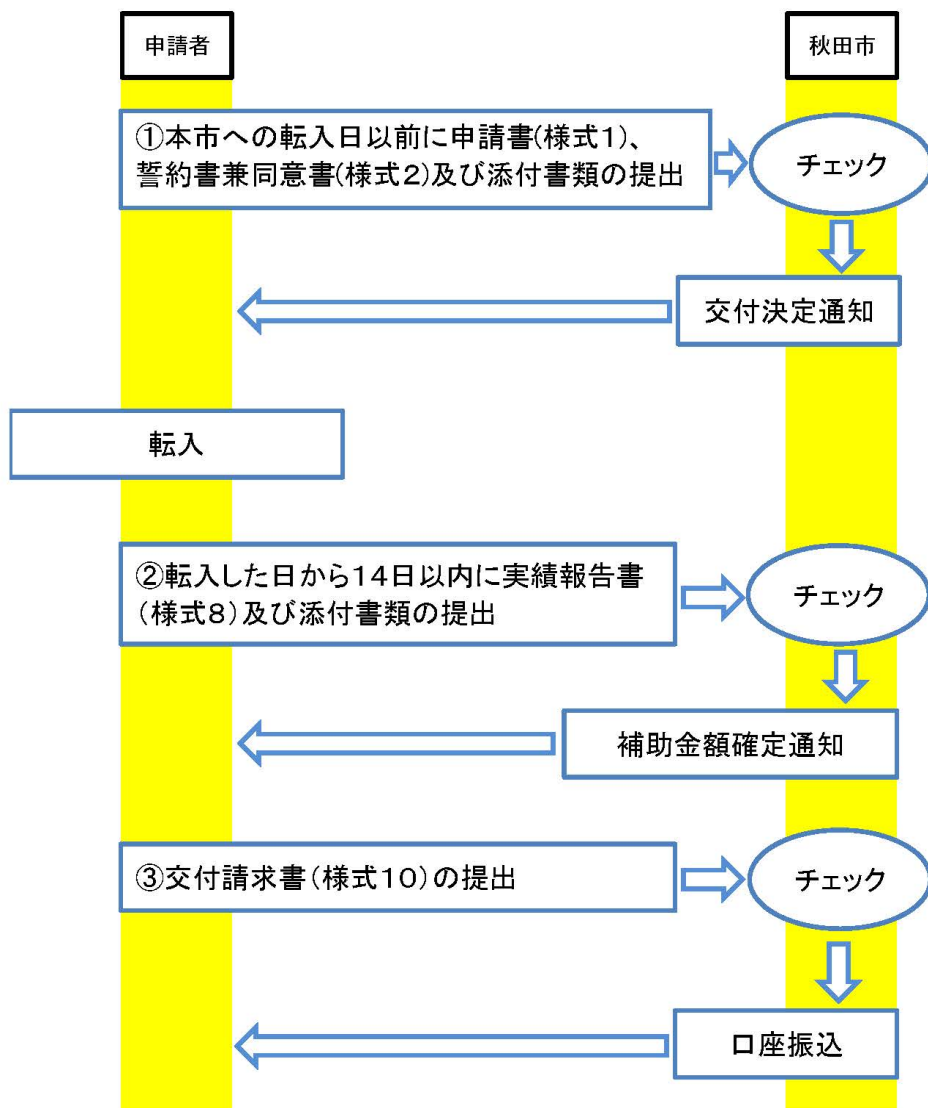 申請者
秋田市
①本市への転入日以前に申請書(様式1)、
誓約書兼同意書(様式2)及び添付書類の提出
チェック
交付決定通知
転入
②転入した日から14日以内に実績報告書
(様式8)及び添付書類の提出
チェック
補助金額確定通知
③交付請求書(様式10)の提出
チェック
口座振込